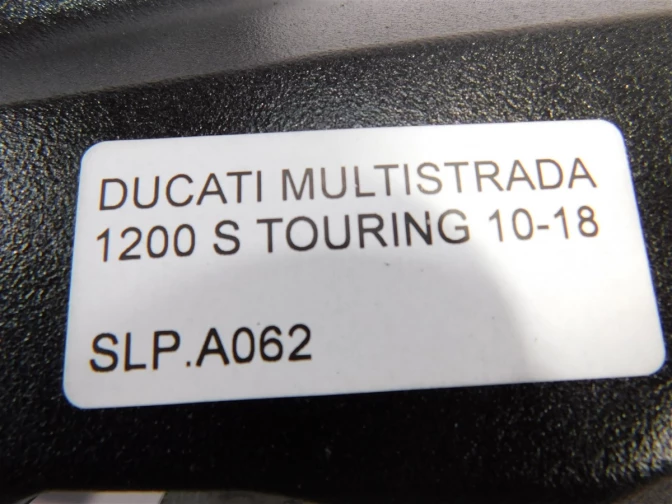 DUCATI MULTISTRADA
1200 S TOURING 10-18
SLP.A062